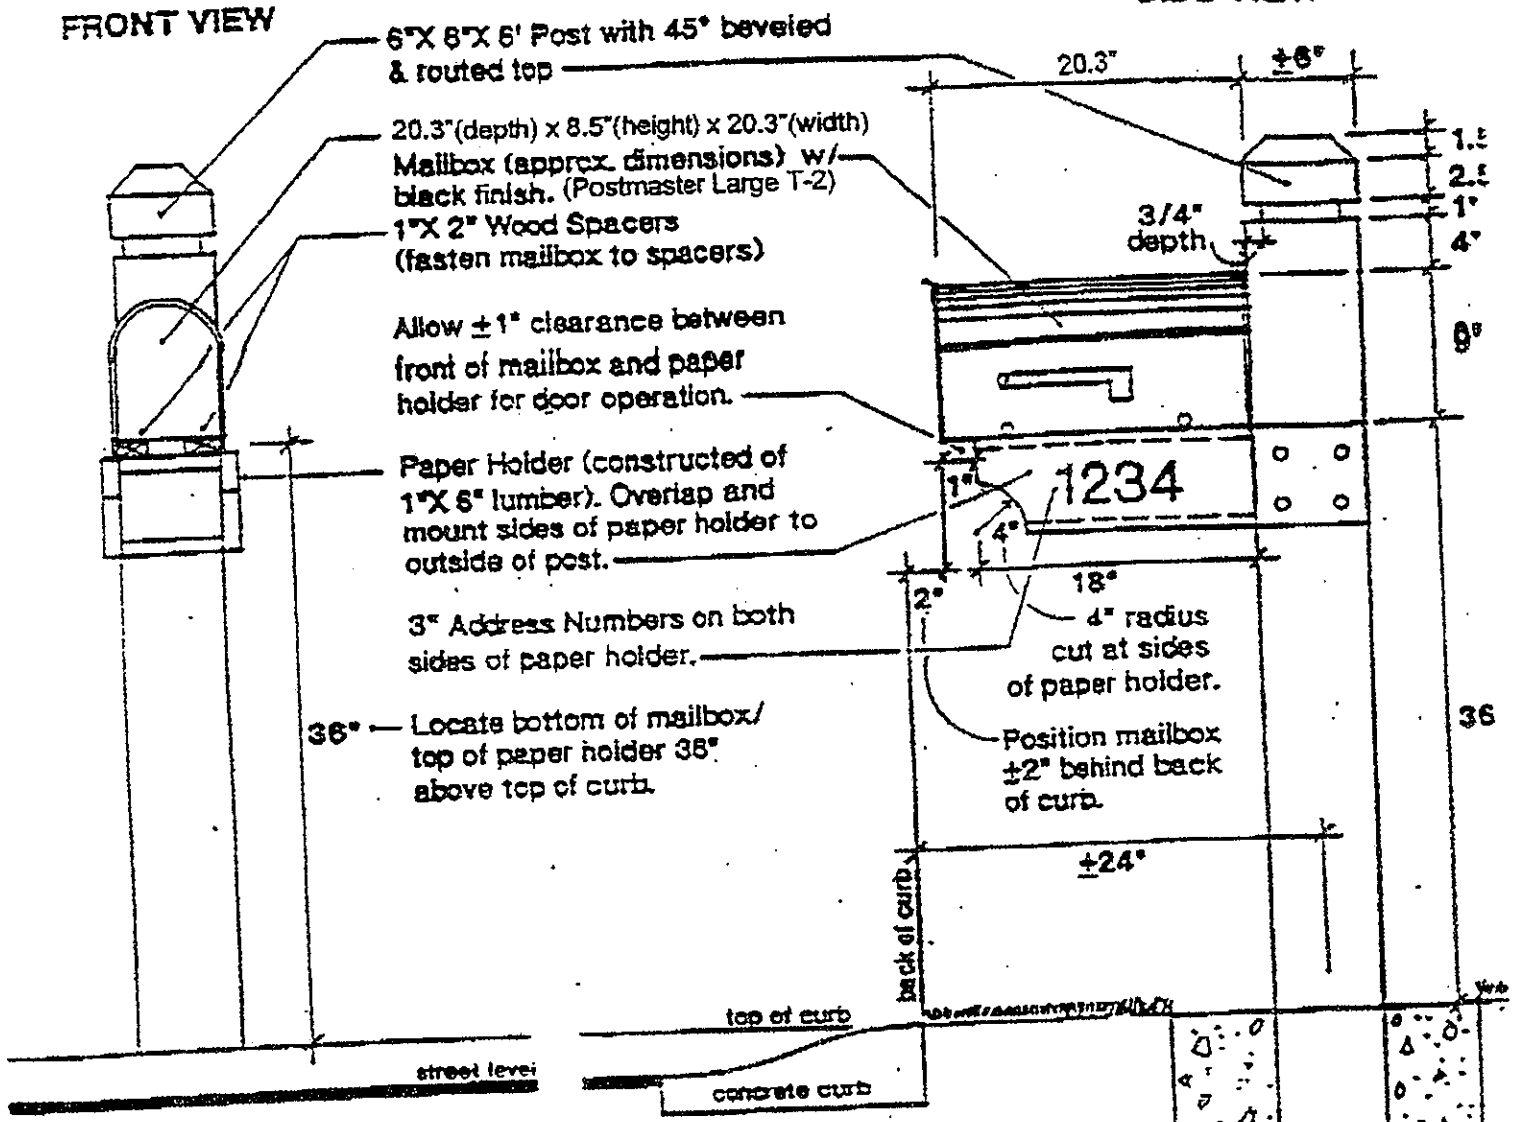 FRONT VIEW
6"X 6"X 6' Post with 45° beveled
& routed top
20.3"(depth) x 8.5"(height) x 20.3"(width)
Mailbox (approx. dimensions) w/
black finish. (Postmaster Large T-2)
1"X 2" Wood Spacers
(fasten mailbox to spacers)
Allow ±1" clearance between
front of mailbox and paper
holder for door operation.
Paper Holder (constructed of
1"X 6" lumber). Overlap and
mount sides of paper holder to
outside of post.
3" Address Numbers on both
sides of paper holder.
36"
Locate bottom of mailbox/
top of paper holder 36"
above top of curb.
top of curb
street level
concrete curb
20.3"
±6"
1.5
2.5
1"
4"
3/4"
depth
1234
1"
4"
2"
18"
4" radius
cut at sides
of paper holder.
Position mailbox
±2" behind back
of curb.
36
±24"
back of curb